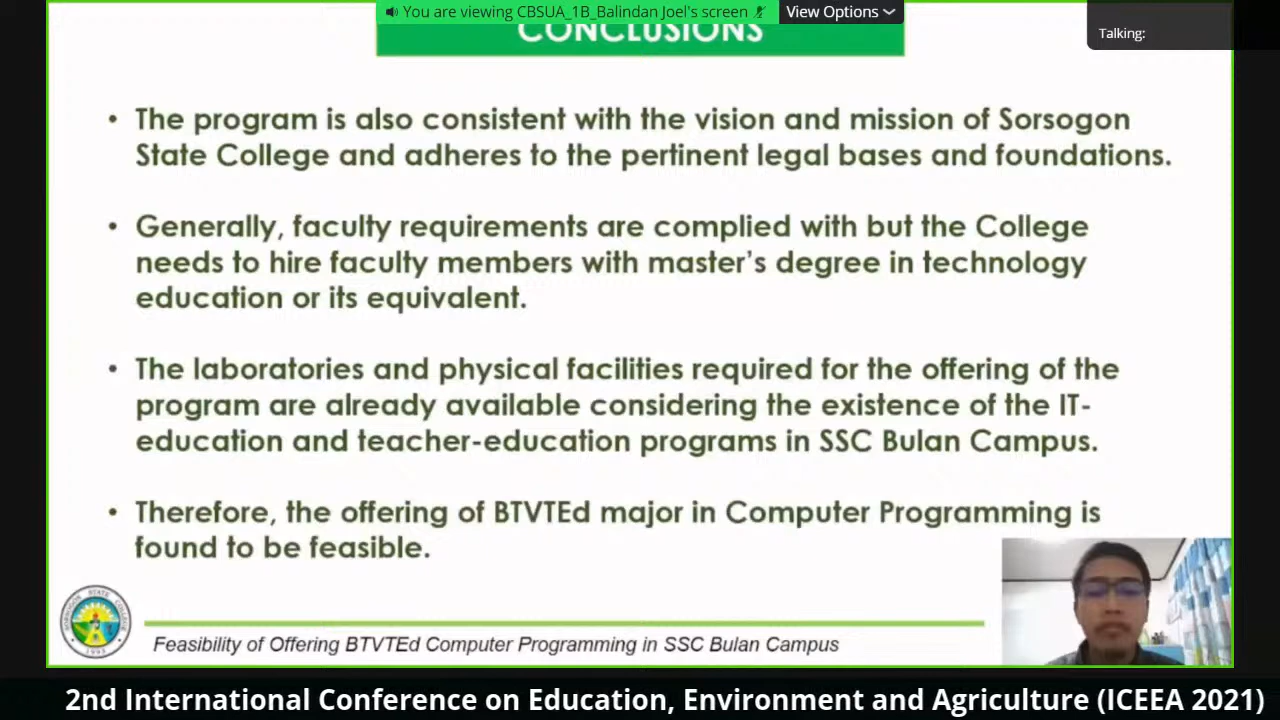 You are viewing CBSUA_1B_Balindan Joel's screen
View Options
Talking:
CONCLUSIONS
• The program is also consistent with the vision and mission of Sorsogon
State College and adheres to the pertinent legal bases and foundations.
• Generally, faculty requirements are complied with but the College
needs to hire faculty members with master's degree in technology
education or its equivalent.
• The laboratories and physical facilities required for the offering of the
program are already available considering the existence of the IT-
education and teacher-education programs in SSC Bulan Campus.
• Therefore, the offering of BTVTEd major in Computer Programming is
found to be feasible.
SORSOGON STATE COLLEGE
1993
Feasibility of Offering BTVTEd Computer Programming in SSC Bulan Campus
2nd International Conference on Education, Environment and Agriculture (ICEEA 2021)